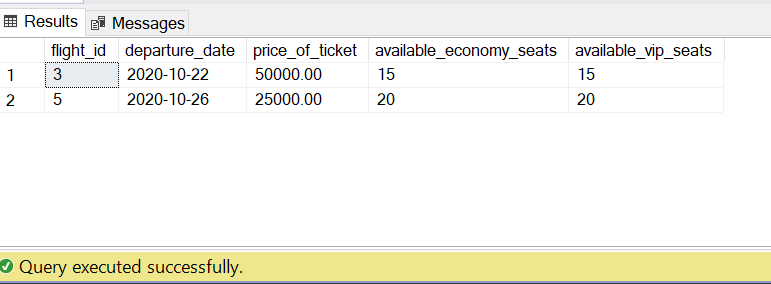 Results Messages
flight_id departure_date price_of_ticket available_economy_seats available_vip_seats
1 3 2020-10-22 50000.00 15 15
2 5 2020-10-26 25000.00 20 20
Query executed successfully.